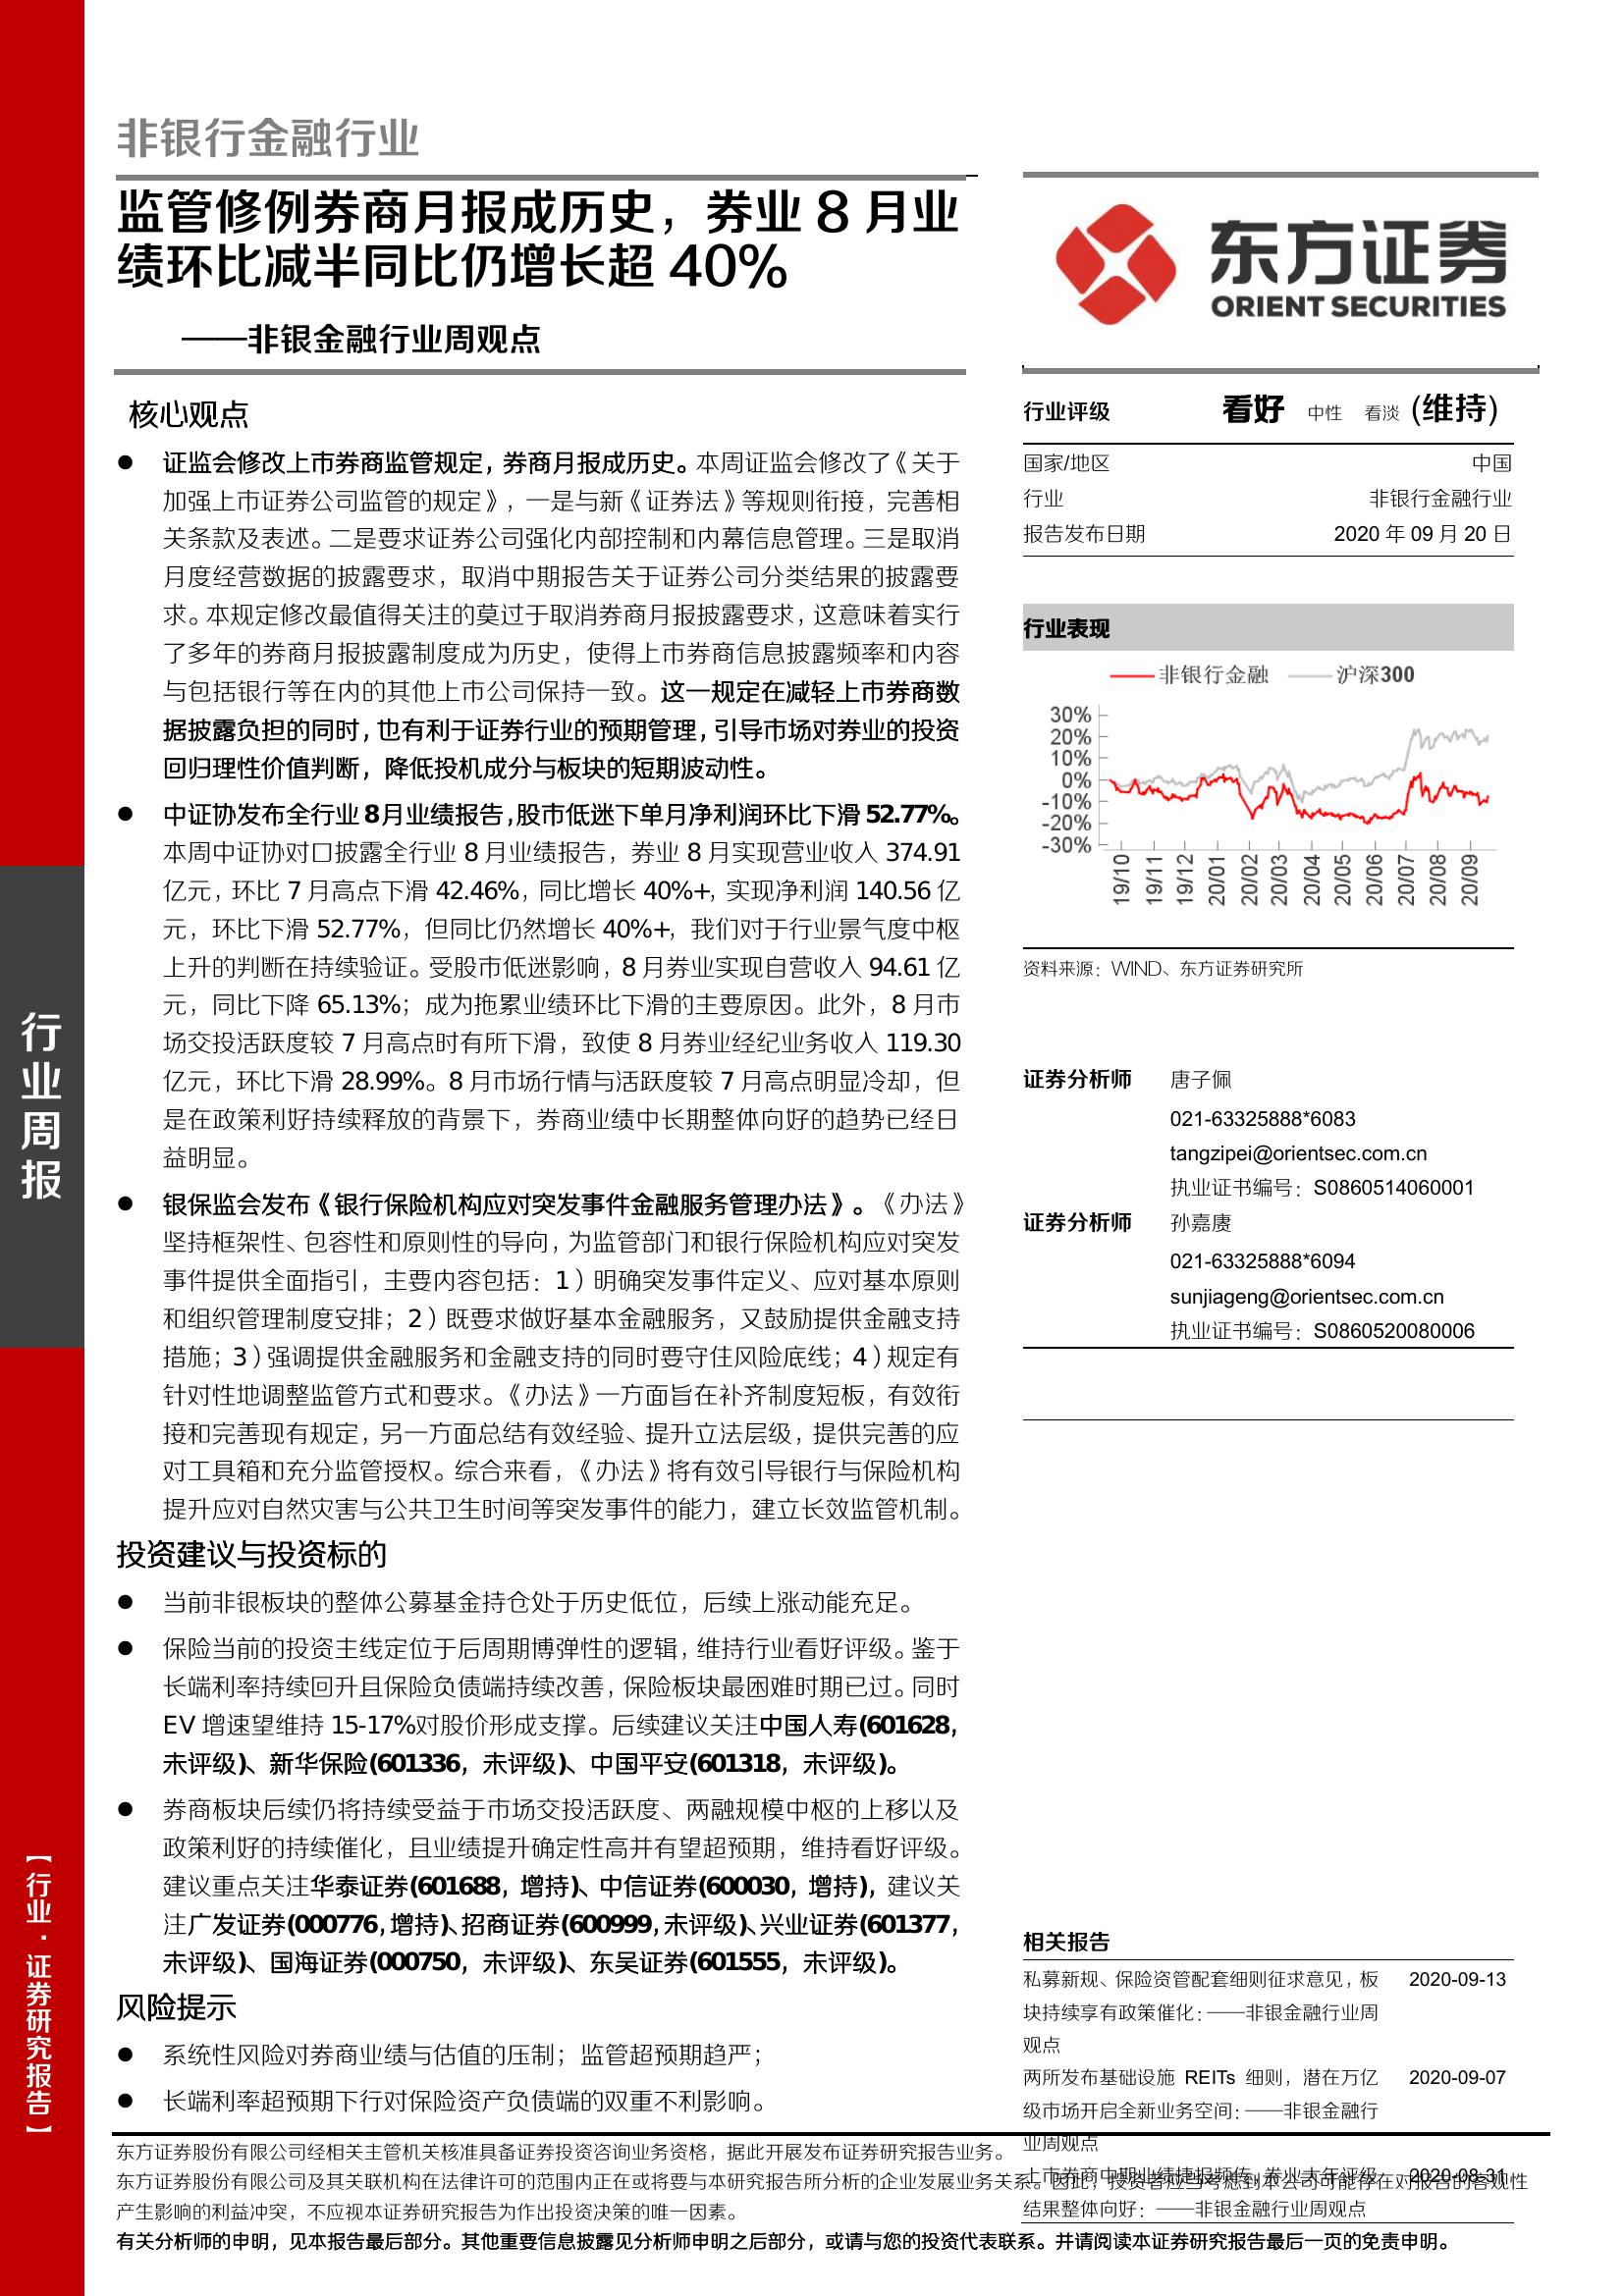 非银行金融行业
监管修例券商月报成历史，券业 8 月业
绩环比减半同比仍增长超 40%
——非银金融行业周观点
核心观点
● 证监会修改上市券商监管规定，券商月报成历史。本周证监会修改了《关于
加强上市证券公司监管的规定》，一是与新《证券法》等规则衔接，完善相
关条款及表述。二是要求证券公司强化内部控制和内幕信息管理。三是取消
月度经营数据的披露要求，取消中期报告关于证券公司分类结果的披露要
求。本规定修改最值得关注的莫过于取消券商月报披露要求，这意味着实行
了多年的券商月报披露制度成为历史，使得上市券商信息披露频率和内容
与包括银行等在内的其他上市公司保持一致。这一规定在减轻上市券商数
据披露负担的同时，也有利于证券行业的预期管理，引导市场对券业的投资
回归理性价值判断，降低投机成分与板块的短期波动性。
● 中证协发布全行业 8月业绩报告，股市低迷下单月净利润环比下滑 52.77%。
本周中证协对口披露全行业 8 月业绩报告，券业 8 月实现营业收入 374.91
亿元，环比 7 月高点下滑 42.46%，同比增长 40%+，实现净利润 140.56 亿
元，环比下滑 52.77%，但同比仍然增长 40%+，我们对于行业景气度中枢
上升的判断在持续验证。受股市低迷影响，8 月券业实现自营收入 94.61 亿
元，同比下降 65.13%；成为拖累业绩环比下滑的主要原因。此外，8 月市
场交投活跃度较 7 月高点时有所下滑，致使 8 月券业经纪业务收入 119.30
亿元，环比下滑 28.99%。8 月市场行情与活跃度较 7 月高点明显冷却，但
是在政策利好持续释放的背景下，券商业绩中长期整体向好的趋势已经日
益明显。
● 银保监会发布《银行保险机构应对突发事件金融服务管理办法》。《办法》
坚持框架性、包容性和原则性的导向，为监管部门和银行保险机构应对突发
事件提供全面指引，主要内容包括：1）明确突发事件定义、应对基本原则
和组织管理制度安排；2）既要求做好基本金融服务，又鼓励提供金融支持
措施；3）强调提供金融服务和金融支持的同时要守住风险底线；4）规定有
针对性地调整监管方式和要求。《办法》一方面旨在补齐制度短板，有效衔
接和完善现有规定，另一方面总结有效经验、提升立法层级，提供完善的应
对工具箱和充分监管授权。综合来看，《办法》将有效引导银行与保险机构
提升应对自然灾害与公共卫生时间等突发事件的能力，建立长效监管机制。
投资建议与投资标的
● 当前非银板块的整体公募基金持仓处于历史低位，后续上涨动能充足。
● 保险当前的投资主线定位于后周期博弹性的逻辑，维持行业看好评级。鉴于
长端利率持续回升且保险负债端持续改善，保险板块最困难时期已过。同时
EV 增速望维持 15-17%对股价形成支撑。后续建议关注中国人寿(601628，
未评级)、新华保险(601336，未评级)、中国平安(601318，未评级)。
● 券商板块后续仍将持续受益于市场交投活跃度、两融规模中枢的上移以及
政策利好的持续催化，且业绩提升确定性高并有望超预期，维持看好评级。
建议重点关注华泰证券(601688，增持)、中信证券(600030，增持)，建议关
注广发证券(000776，增持)、招商证券(600999，未评级)、兴业证券(601377，
未评级)、国海证券(000750，未评级)、东吴证券(601555，未评级)。
风险提示
● 系统性风险对券商业绩与估值的压制；监管超预期趋严；
● 长端利率超预期下行对保险资产负债端的双重不利影响。
东方证券
ORIENT SECURITIES
行业评级 看好 中性 看淡 (维持)
国家/地区 中国
行业 非银行金融行业
报告发布日期 2020 年 09 月 20 日
行业表现
非银行金融 沪深300
30%
20%
10%
0%
-10%
-20%
-30%
19/10 19/11 19/12 20/01 20/02 20/03 20/04 20/05 20/06 20/07 20/08 20/09
资料来源：WIND、东方证券研究所
证券分析师 唐子佩
021-63325888*6083
tangzipei@orientsec.com.cn
执业证书编号：S0860514060001
证券分析师 孙嘉赓
021-63325888*6094
sunjiageng@orientsec.com.cn
执业证书编号：S0860520080006
相关报告
私募新规、保险资管配套细则征求意见，板 2020-09-13
块持续享有政策催化：——非银金融行业周
观点
两所发布基础设施 REITs 细则，潜在万亿 2020-09-07
级市场开启全新业务空间：——非银金融行
业周观点
上市券商中期业绩捷报频传，券业大年评级 2020-08-31
结果整体向好：——非银金融行业周观点
行业周报
【行业·证券研究报告】
东方证券股份有限公司经相关主管机关核准具备证券投资咨询业务资格，据此开展发布证券研究报告业务。
东方证券股份有限公司及其关联机构在法律许可的范围内正在或将要与本研究报告所分析的企业发展业务关系。因此，投资者应当考虑到本公司可能存在对报告的客观性
产生影响的利益冲突，不应视本证券研究报告为作出投资决策的唯一因素。
有关分析师的申明，见本报告最后部分。其他重要信息披露见分析师申明之后部分，或请与您的投资代表联系。并请阅读本证券研究报告最后一页的免责申明。